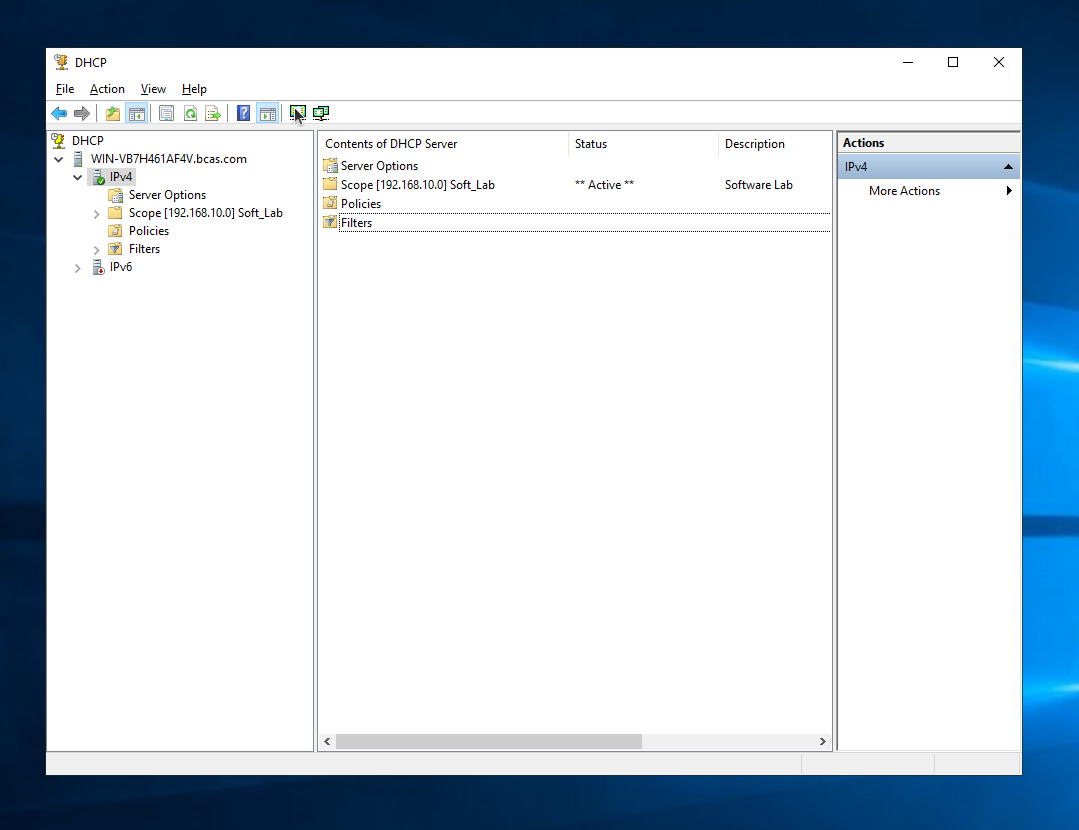 DHCP
File Action View Help
DHCP
WIN-VB7H461AF4V.bcas.com
IPv4
Server Options
Scope [192.168.10.0] Soft_Lab
Policies
Filters
IPv6
Contents of DHCP Server Status Description
Server Options
Scope [192.168.10.0] Soft_Lab ** Active ** Software Lab
Policies
Filters
Actions
IPv4
More Actions